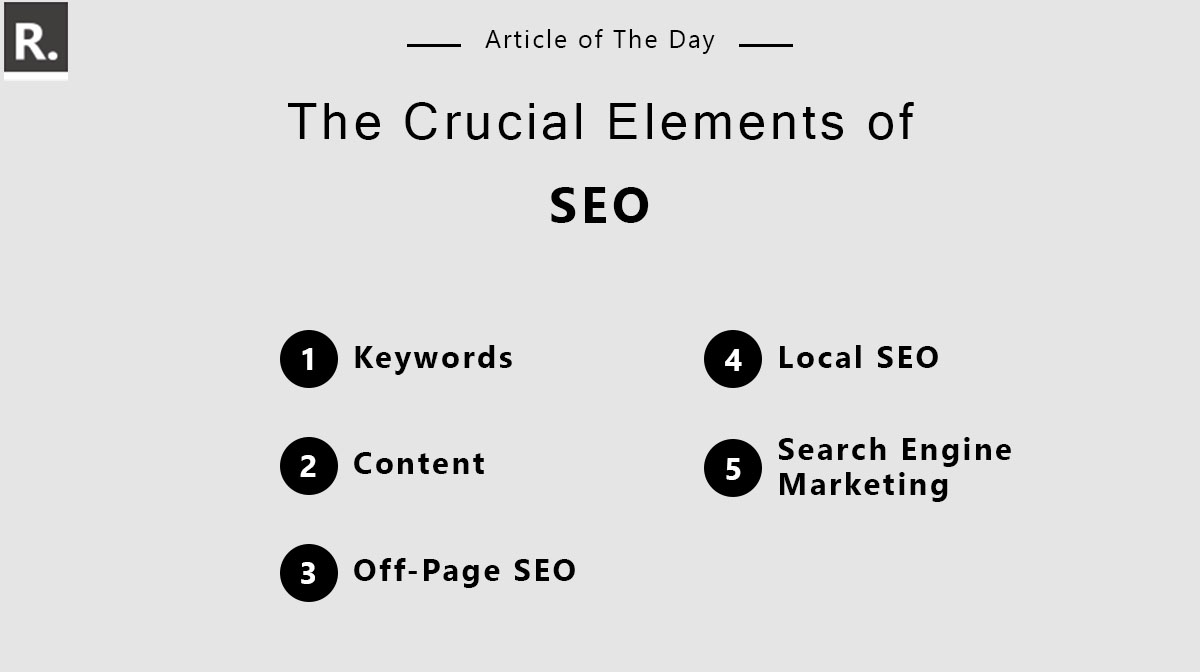 R.
Article of The Day
The Crucial Elements of
SEO
1 Keywords
2 Content
3 Off-Page SEO
4 Local SEO
5 Search Engine
Marketing